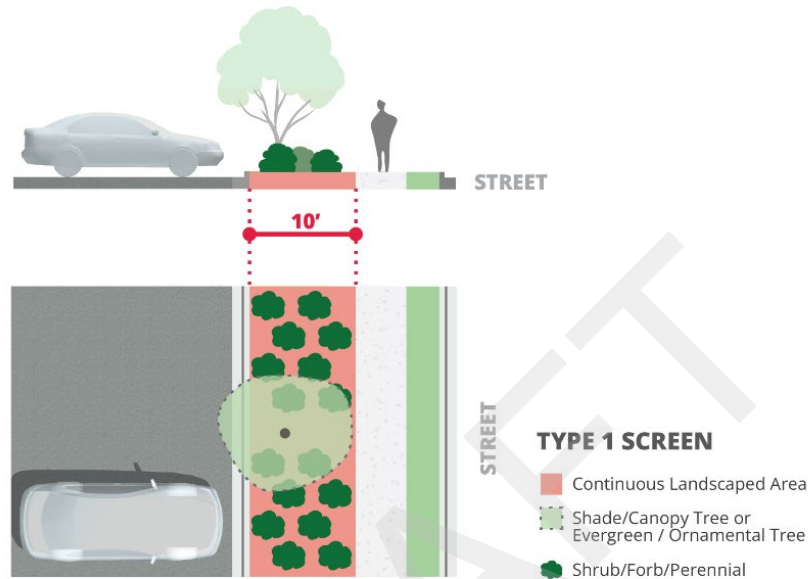 STREET
10'
STREET
TYPE 1 SCREEN
Continuous Landscaped Area
Shade/Canopy Tree or
Evergreen / Ornamental Tree
Shrub/Forb/Perennial
AFT